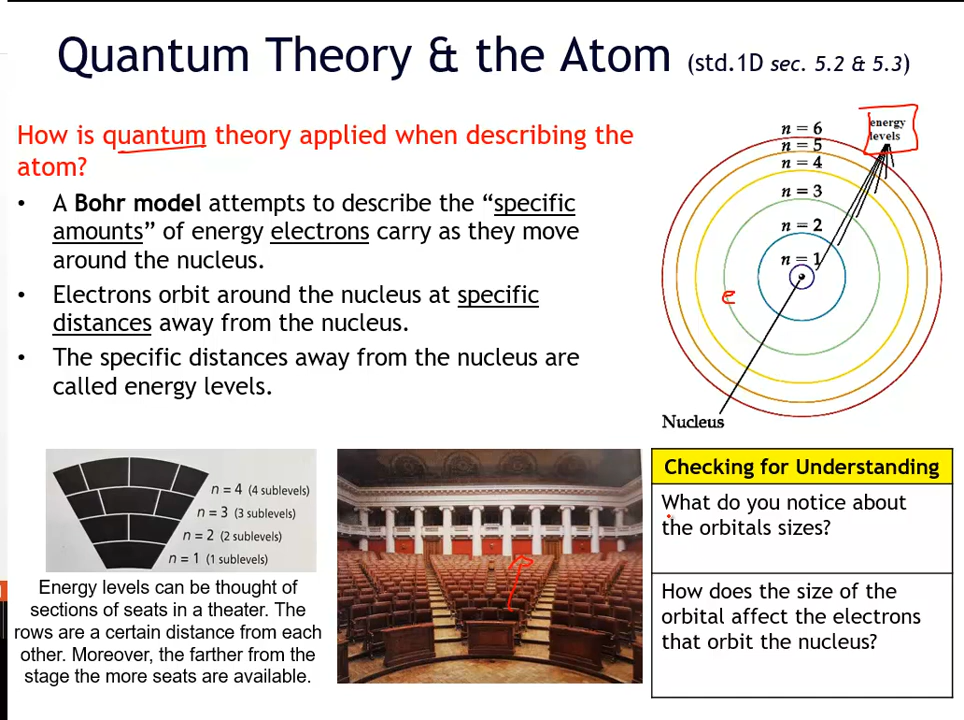 Quantum Theory & the Atom (std.1D sec. 5.2 & 5.3)
How is quantum theory applied when describing the
atom?
• A Bohr model attempts to describe the “specific
amounts” of energy electrons carry as they move
around the nucleus.
• Electrons orbit around the nucleus at specific
distances away from the nucleus.
• The specific distances away from the nucleus are
called energy levels.
energy
levels
n = 6
n = 5
n = 4
n = 3
n = 2
n = 1
e
Nucleus
n = 4 (4 sublevels)
n = 3 (3 sublevels)
n = 2 (2 sublevels)
n = 1 (1 sublevels)
Energy levels can be thought of
sections of seats in a theater. The
rows are a certain distance from each
other. Moreover, the farther from the
stage the more seats are available.
Checking for Understanding
What do you notice about
the orbitals sizes?
How does the size of the
orbital affect the electrons
that orbit the nucleus?